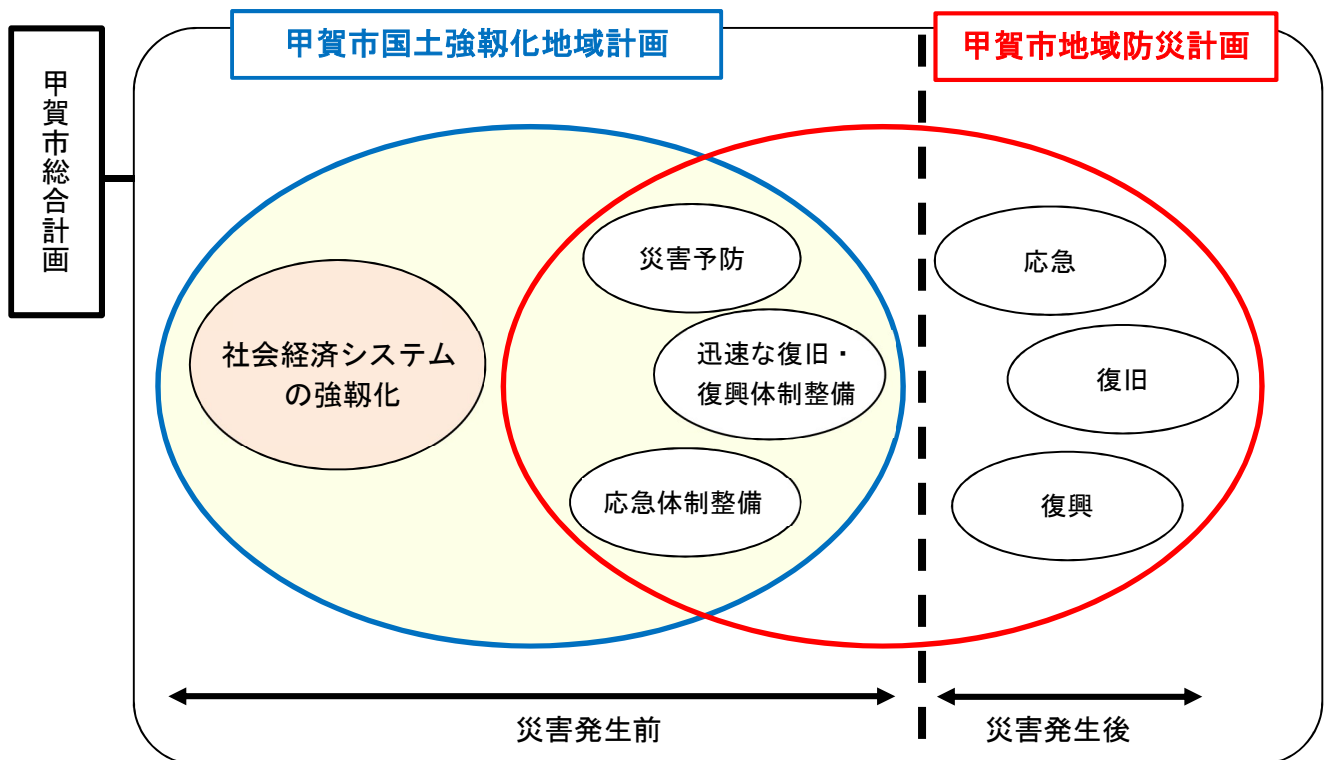 甲賀市国土強靱化地域計画
甲賀市地域防災計画
甲賀市総合計画
災害予防
応急
社会経済システム
の強靱化
迅速な復旧・
復興体制整備
復旧
応急体制整備
復興
災害発生前
災害発生後